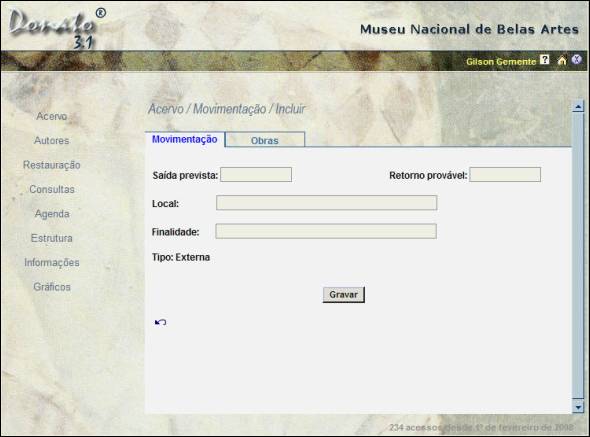 Donato®
3.1
Museu Nacional de Belas Artes
Gilson Gemente ? X
Acervo
Autores
Restauração
Consultas
Agenda
Estrutura
Informações
Gráficos
Acervo / Movimentação / Incluir
Movimentação Obras
Saída prevista: Retorno provável:
Local:
Finalidade:
Tipo: Externa
Gravar
234 acessos desde 1º de fevereiro de 2008